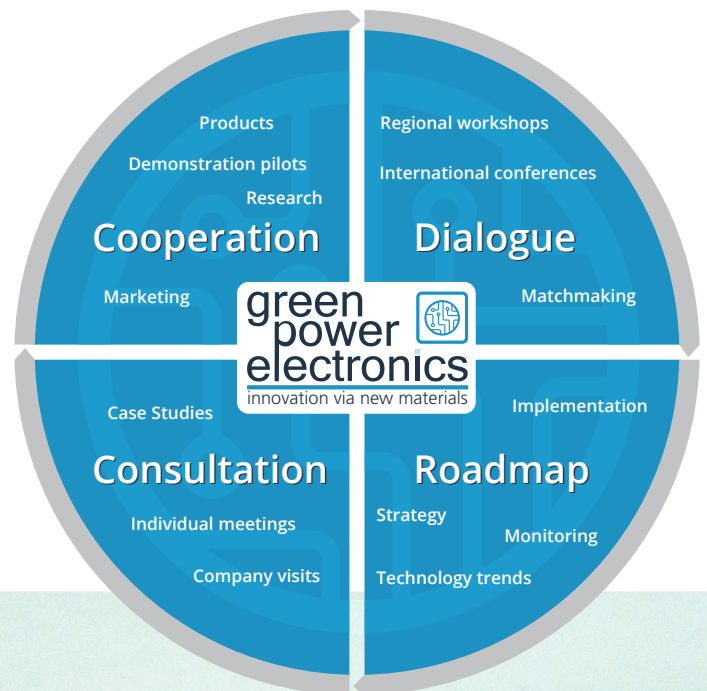 Products
Demonstration pilots
Research
Cooperation
Marketing
Regional workshops
International conferences
Dialogue
Matchmaking
green
power
electronics
innovation via new materials
Case Studies
Consultation
Individual meetings
Company visits
Implementation
Roadmap
Strategy
Monitoring
Technology trends